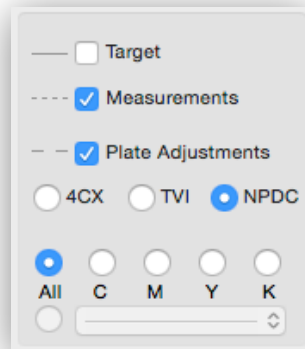 Target
Measurements
Plate Adjustments
4CX TVI NPDC
All C M Y K